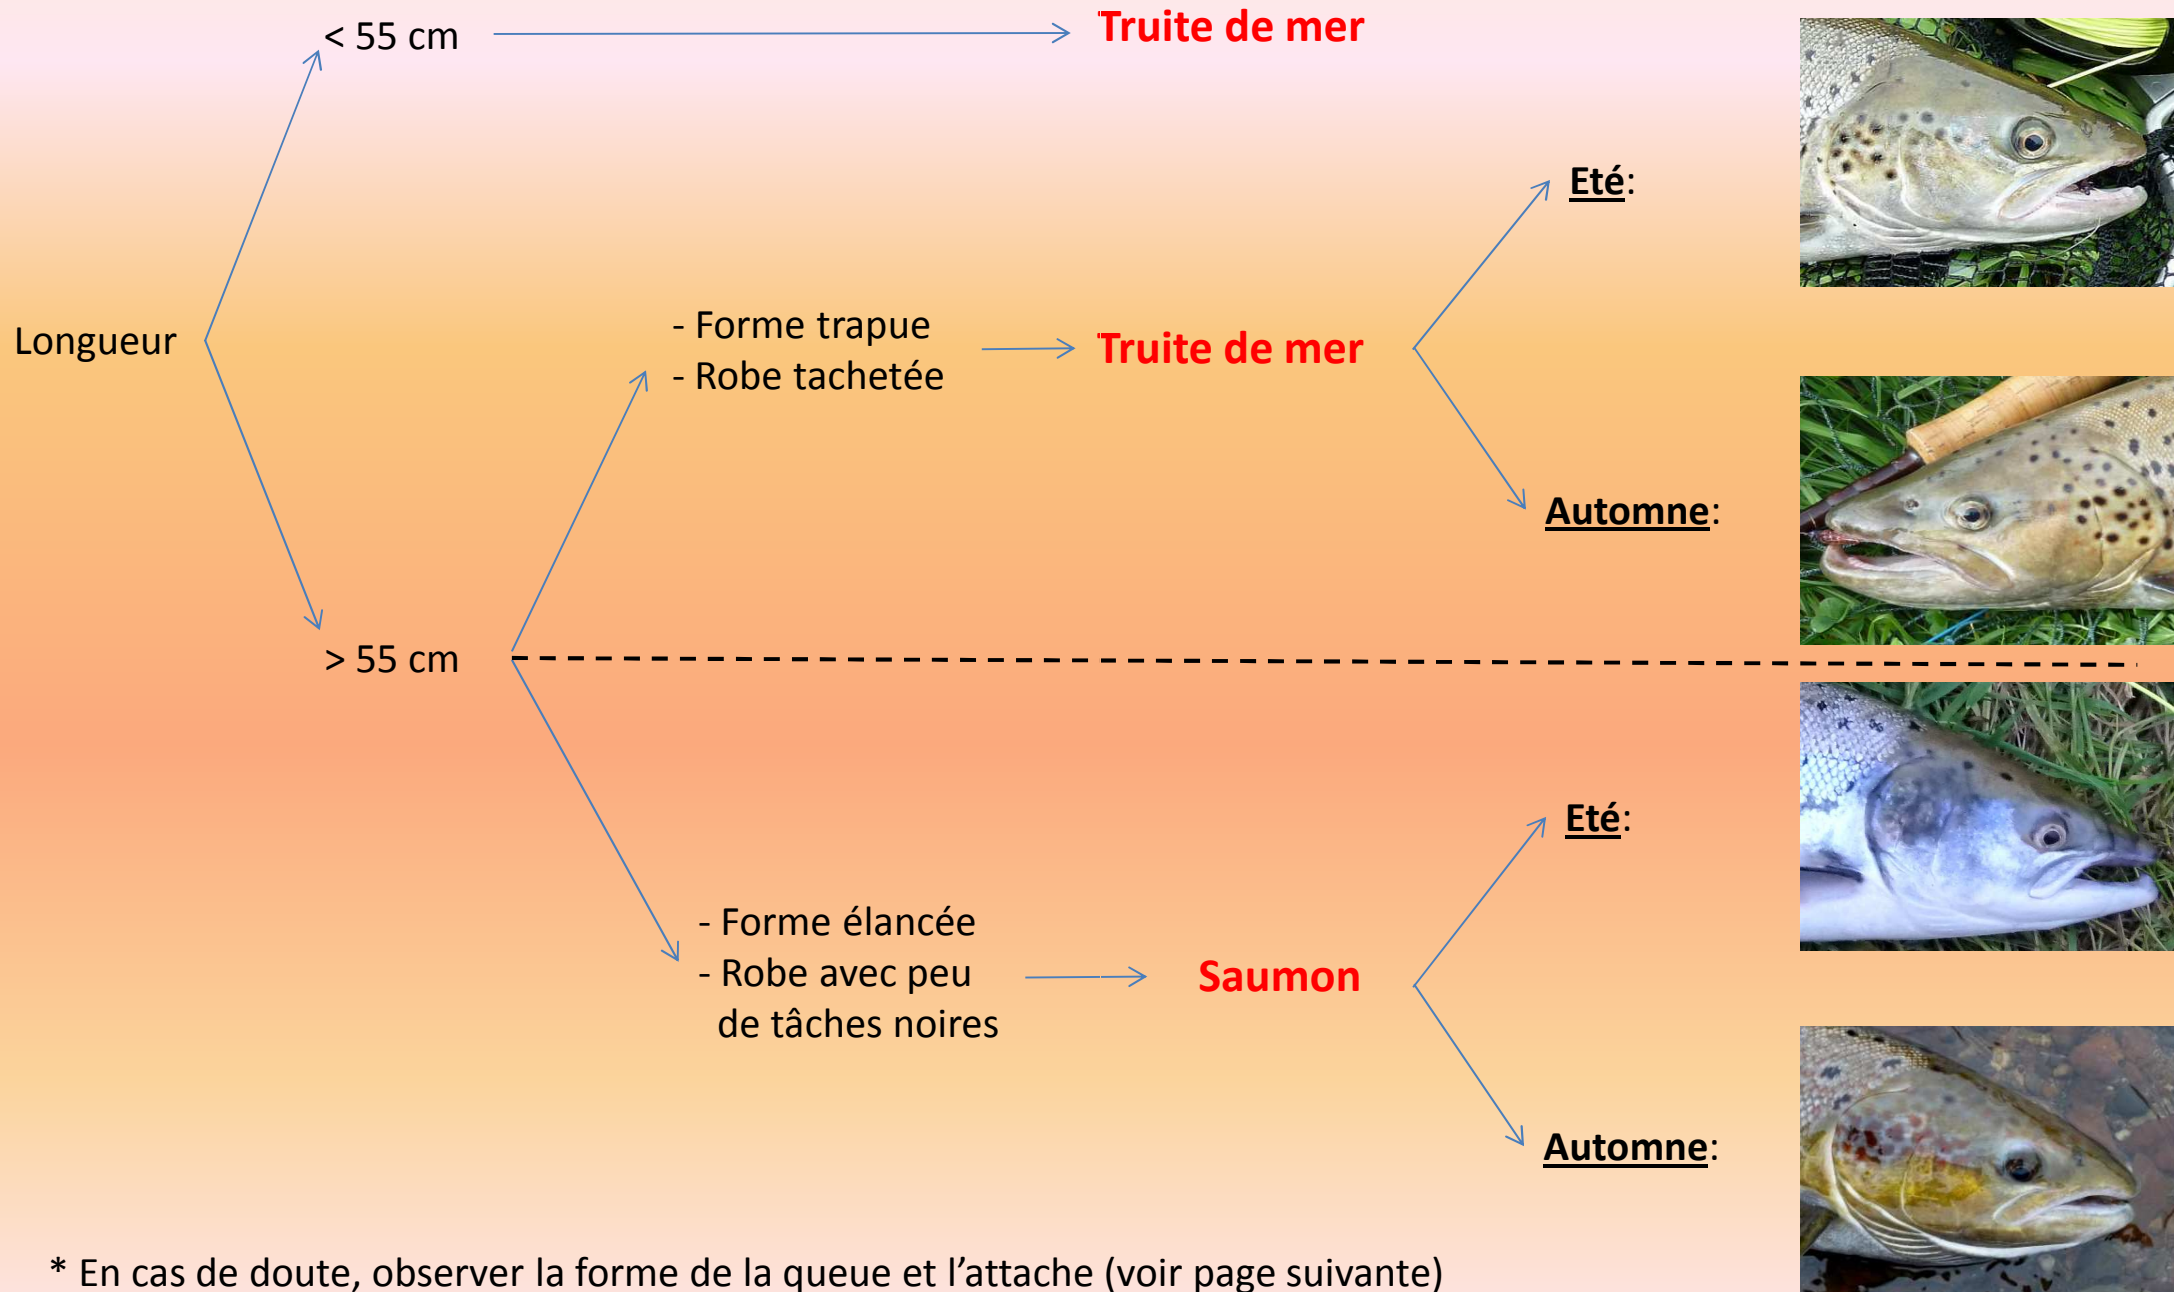 < 55 cm
Truite de mer
Eté:
- Forme trapue
- Robe tachetée
Longueur
Truite de mer
Automne:
> 55 cm
Eté:
- Forme élancée
- Robe avec peu
de tâches noires
Saumon
Automne:
* En cas de doute, observer la forme de la queue et l’attache (voir page suivante)